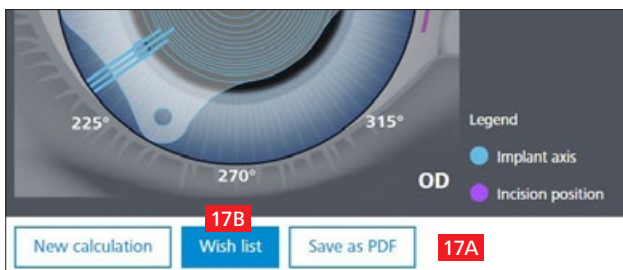 225°
315°
270°
OD
Legend
Implant axis
Incision position
17B
New calculation
Wish list
Save as PDF
17A